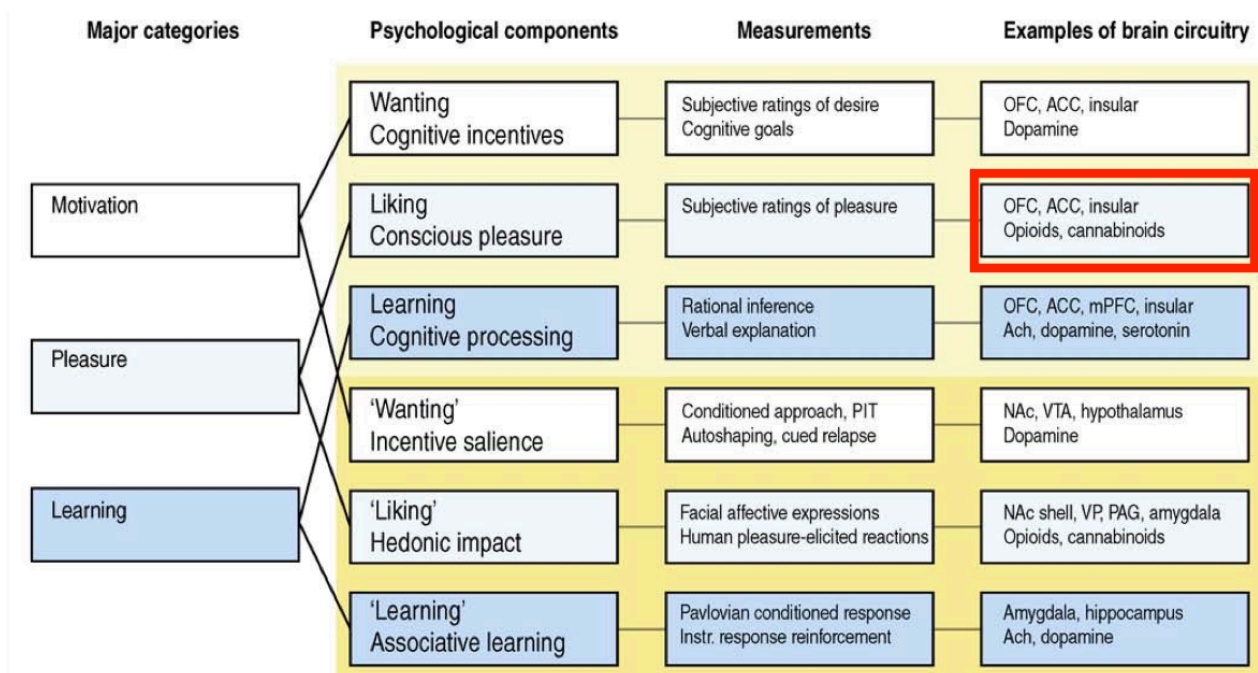 Major categories
Psychological components
Measurements
Examples of brain circuitry
Motivation
Pleasure
Learning
Wanting
Cognitive incentives
Subjective ratings of desire
Cognitive goals
OFC, ACC, insular
Dopamine
Liking
Conscious pleasure
Subjective ratings of pleasure
OFC, ACC, insular
Opioids, cannabinoids
Learning
Cognitive processing
Rational inference
Verbal explanation
OFC, ACC, mPFC, insular
Ach, dopamine, serotonin
‘Wanting’
Incentive salience
Conditioned approach, PIT
Autoshaping, cued relapse
NAc, VTA, hypothalamus
Dopamine
‘Liking’
Hedonic impact
Facial affective expressions
Human pleasure-elicited reactions
NAc shell, VP, PAG, amygdala
Opioids, cannabinoids
‘Learning’
Associative learning
Pavlovian conditioned response
Instr. response reinforcement
Amygdala, hippocampus
Ach, dopamine